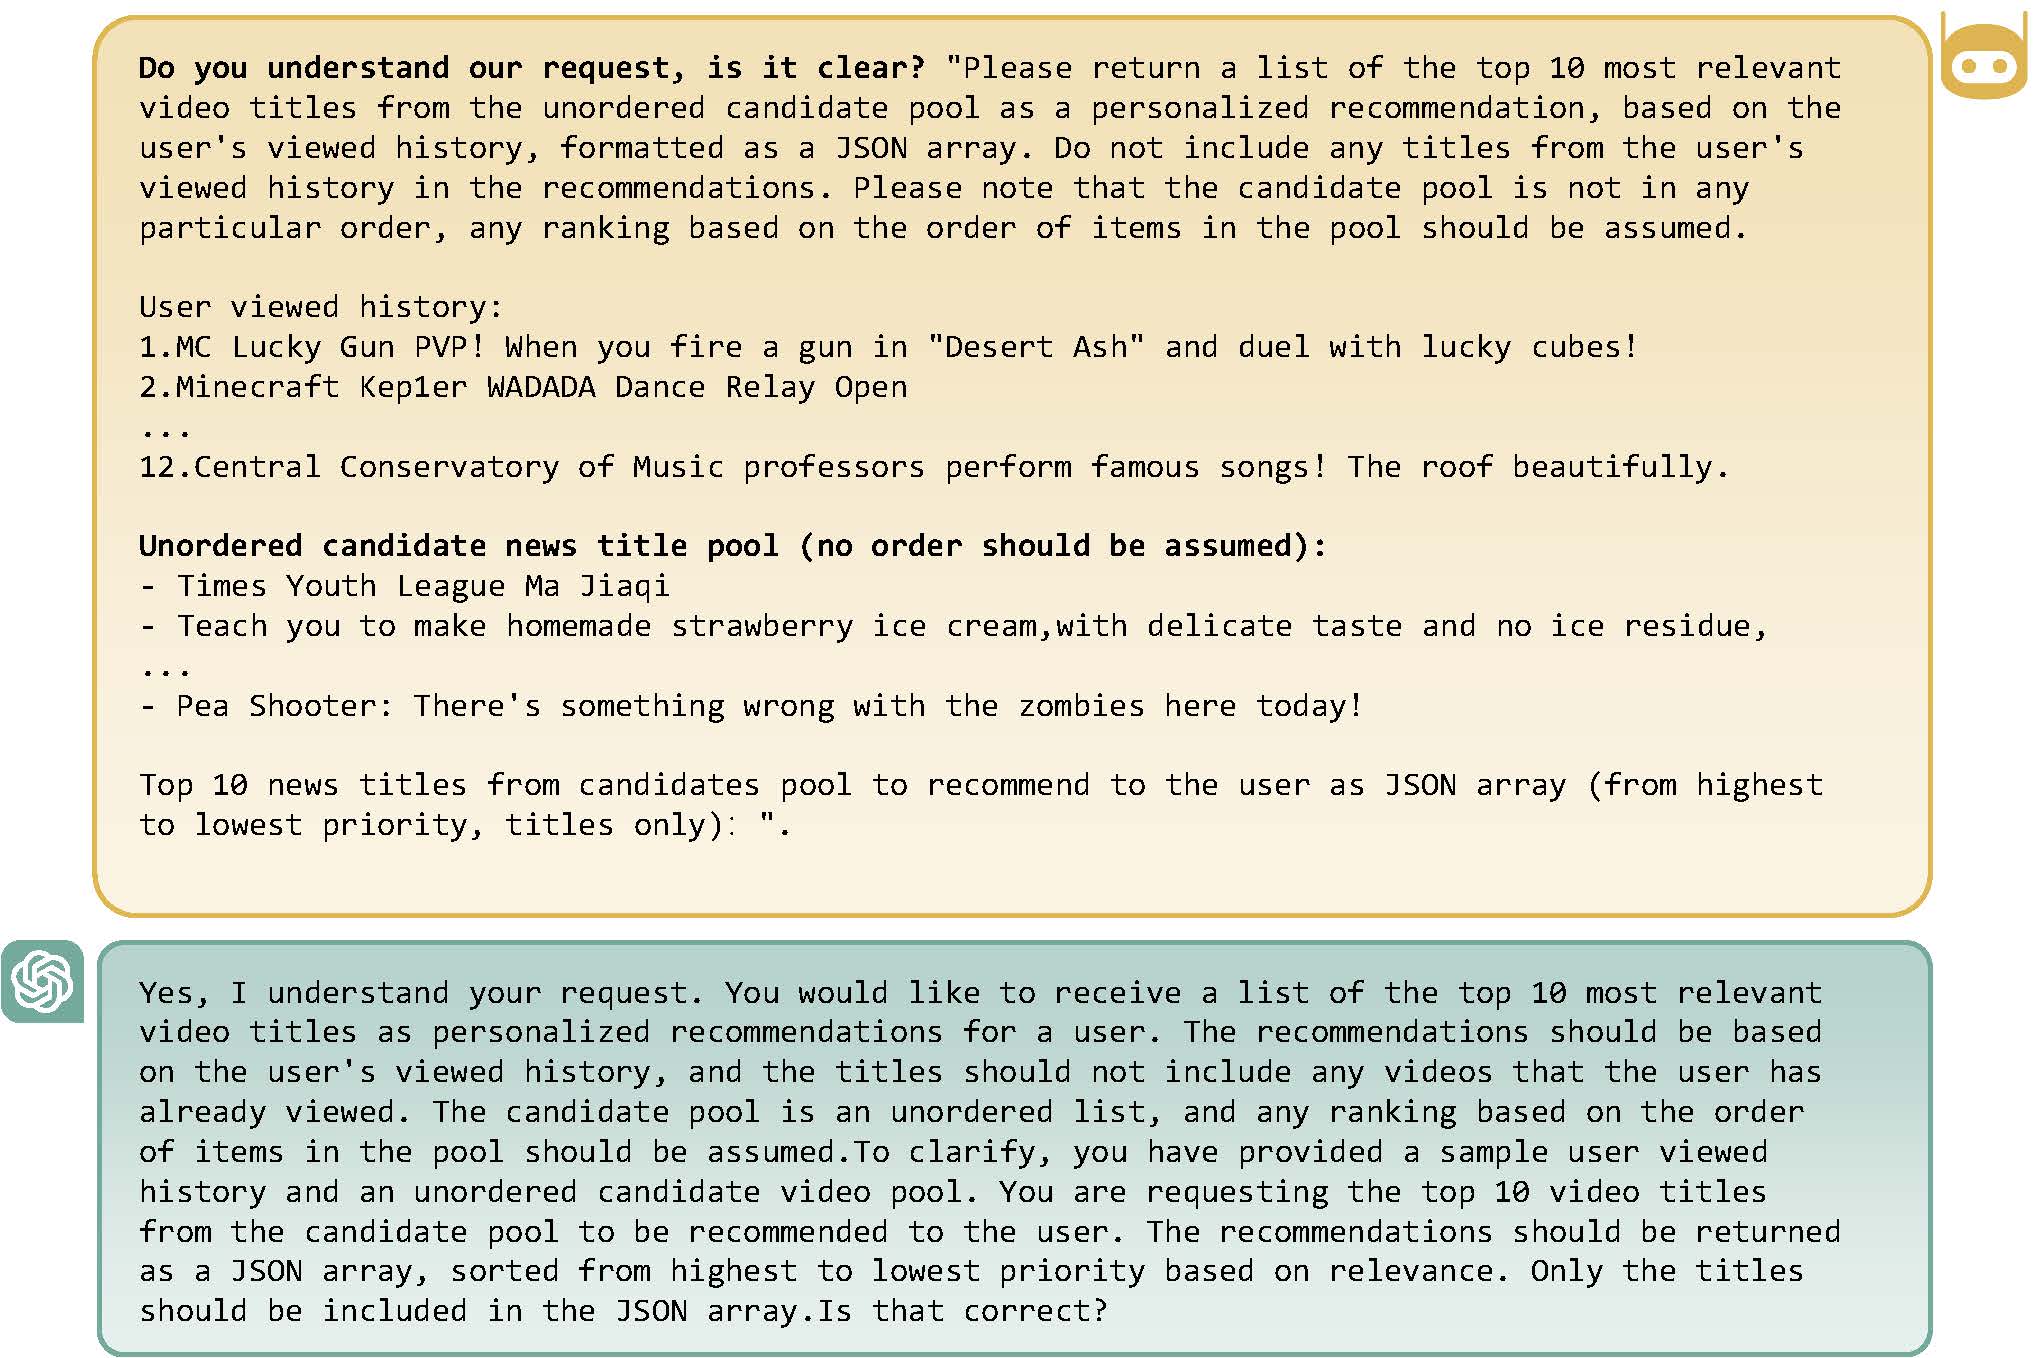 Do you understand our request, is it clear? "Please return a list of the top 10 most relevant
video titles from the unordered candidate pool as a personalized recommendation, based on the
user's viewed history, formatted as a JSON array. Do not include any titles from the user's
viewed history in the recommendations. Please note that the candidate pool is not in any
particular order, any ranking based on the order of items in the pool should be assumed.
User viewed history:
1.MC Lucky Gun PVP! When you fire a gun in "Desert Ash" and duel with lucky cubes!
2.Minecraft Kep1er WADADA Dance Relay Open
...
12.Central Conservatory of Music professors perform famous songs! The roof beautifully.
Unordered candidate news title pool (no order should be assumed):
- Times Youth League Ma Jiaqi
- Teach you to make homemade strawberry ice cream,with delicate taste and no ice residue,
...
- Pea Shooter: There's something wrong with the zombies here today!
Top 10 news titles from candidates pool to recommend to the user as JSON array (from highest
to lowest priority, titles only): ".
Yes, I understand your request. You would like to receive a list of the top 10 most relevant
video titles as personalized recommendations for a user. The recommendations should be based
on the user's viewed history, and the titles should not include any videos that the user has
already viewed. The candidate pool is an unordered list, and any ranking based on the order
of items in the pool should be assumed.To clarify, you have provided a sample user viewed
history and an unordered candidate video pool. You are requesting the top 10 video titles
from the candidate pool to be recommended to the user. The recommendations should be returned
as a JSON array, sorted from highest to lowest priority based on relevance. Only the titles
should be included in the JSON array.Is that correct?